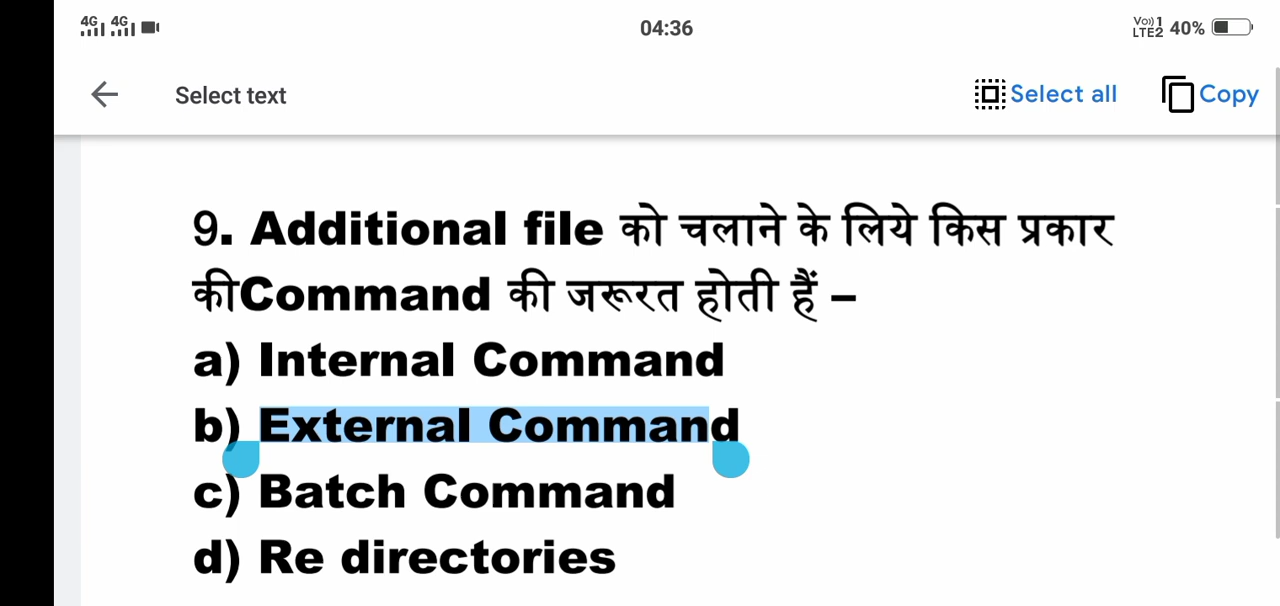 4G 4G 04:36 Vo)) 1 LTE2 40%
Select text Select all Copy
9. Additional file को चलाने के लिये किस प्रकार
कीCommand की जरूरत होती हैं –
a) Internal Command
b) External Command
c) Batch Command
d) Re directories